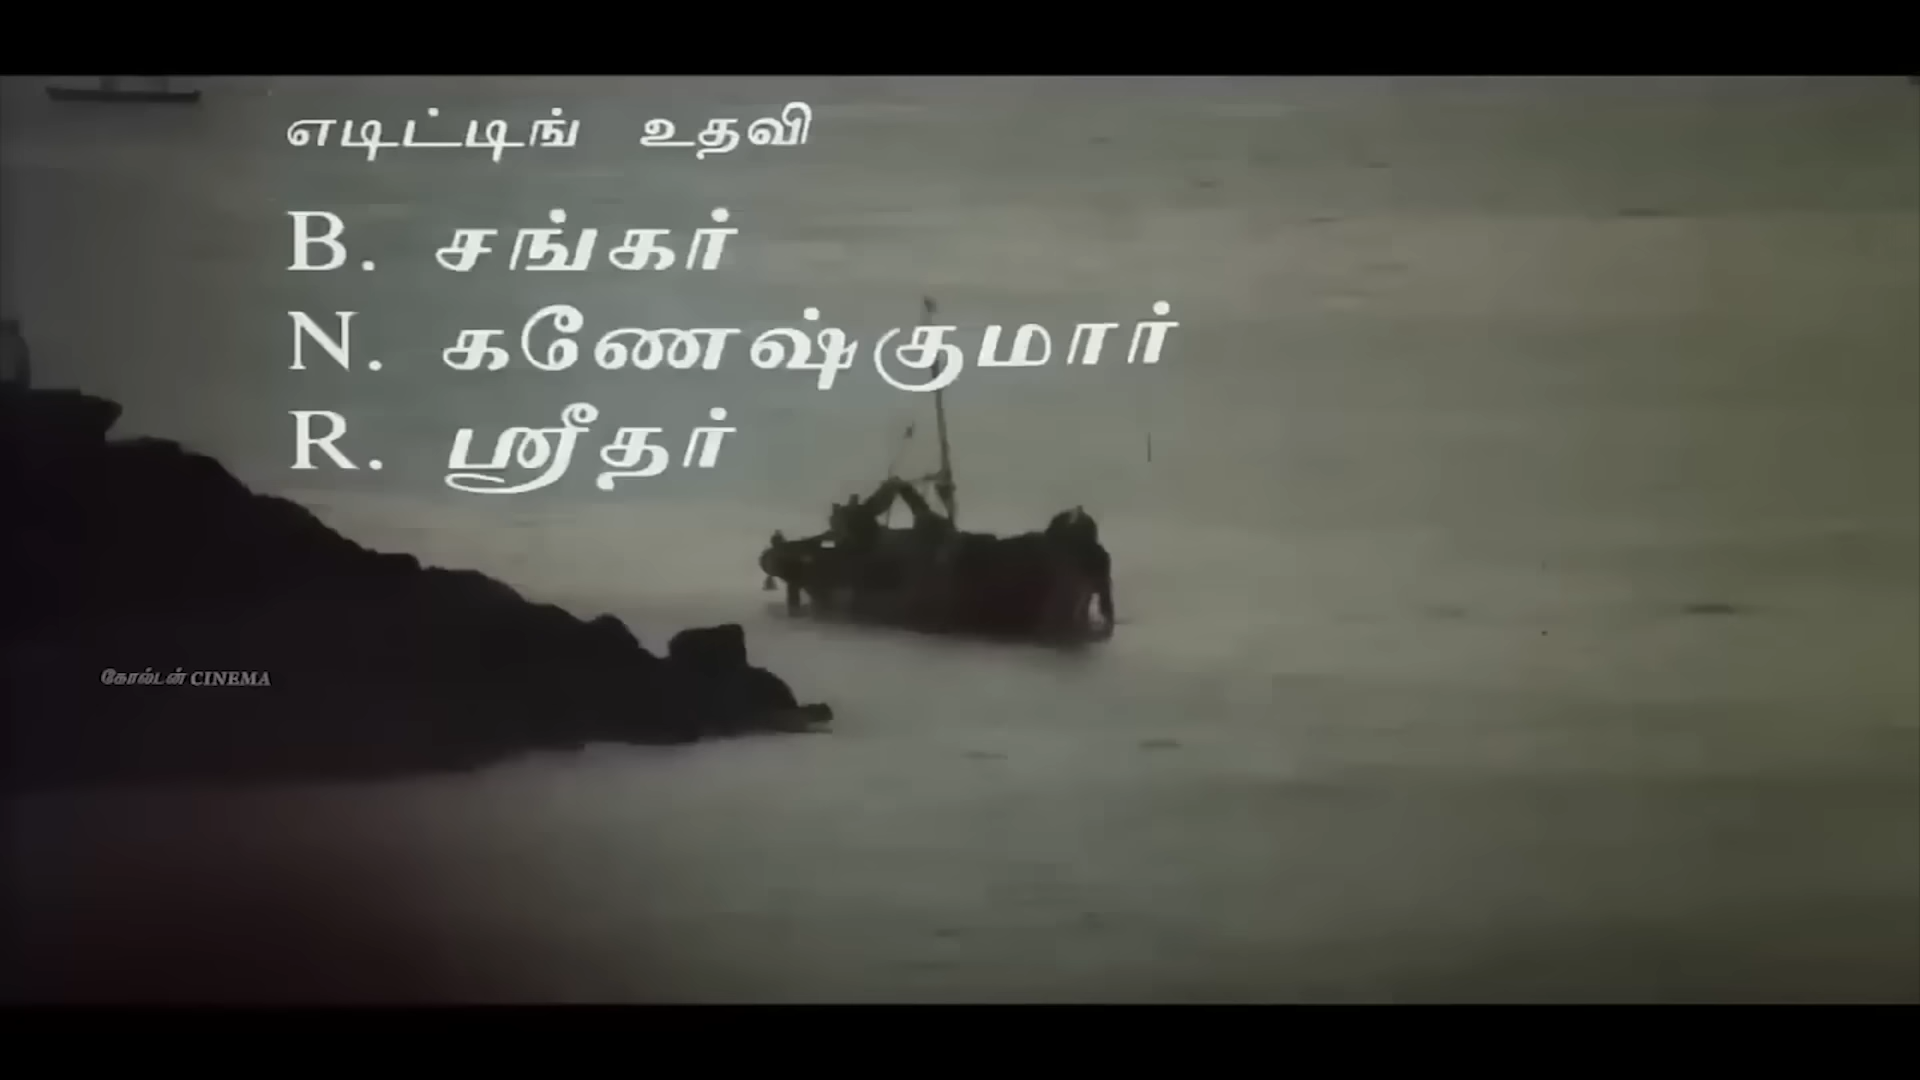 எடிட்டிங் உதவி
B. சங்கர்
N. கணேஷ்குமார்
R. ஸ்ரீதர்
கோல்டன் CINEMA